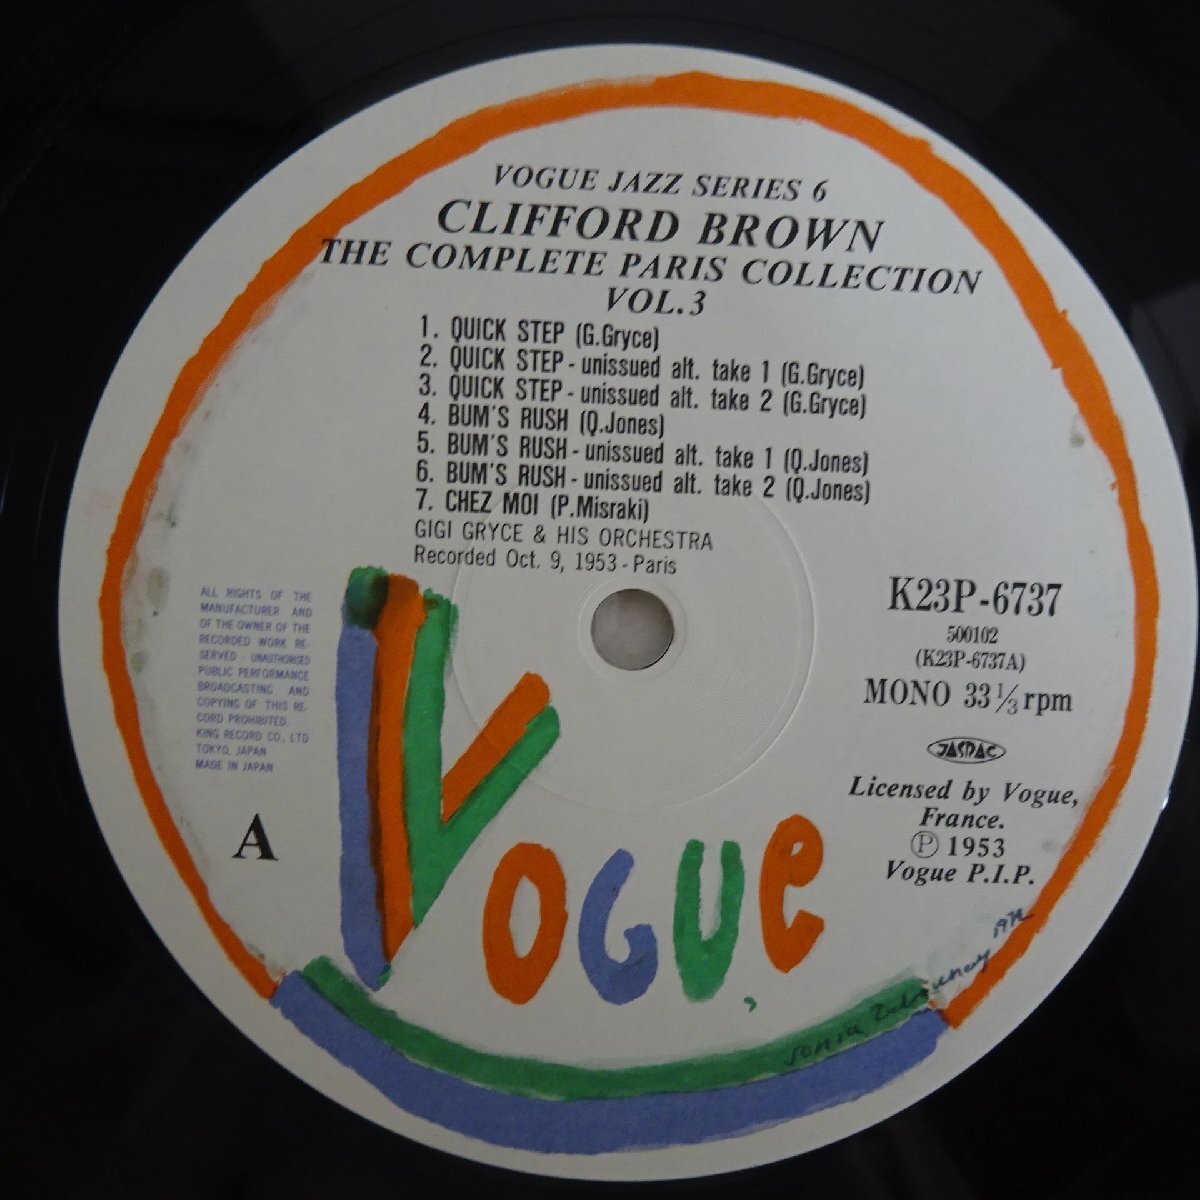 VOGUE JAZZ SERIES 6
CLIFFORD BROWN
THE COMPLETE PARIS COLLECTION
VOL.3
1. QUICK STEP (G.Gryce)
2. QUICK STEP - unissued alt. take 1 (G.Gryce)
3. QUICK STEP - unissued alt. take 2 (G.Gryce)
4. BUM'S RUSH (Q.Jones)
5. BUM'S RUSH - unissued alt. take 1 (Q.Jones)
6. BUM'S RUSH - unissued alt. take 2 (Q.Jones)
7. CHEZ MOI (P.Misraki)
GIGI GRYCE & HIS ORCHESTRA
Recorded Oct. 9, 1953 - Paris
ALL RIGHTS OF THE
MANUFACTURER AND
OF THE OWNER OF THE
RECORDED WORK RE-
SERVED - UNAUTHORISED
PUBLIC PERFORMANCE
BROADCASTING AND
COPYING OF THIS RE-
CORD PROHIBITED.
KING RECORD CO., LTD
TOKYO, JAPAN
MADE IN JAPAN
A
K23P-6737
500102
(K23P-6737A)
MONO 33⅓rpm
JASRAC
Licensed by Vogue,
France.
Ⓟ 1953
Vogue P.I.P.
VOGUE
Sonia Delaunay 1972